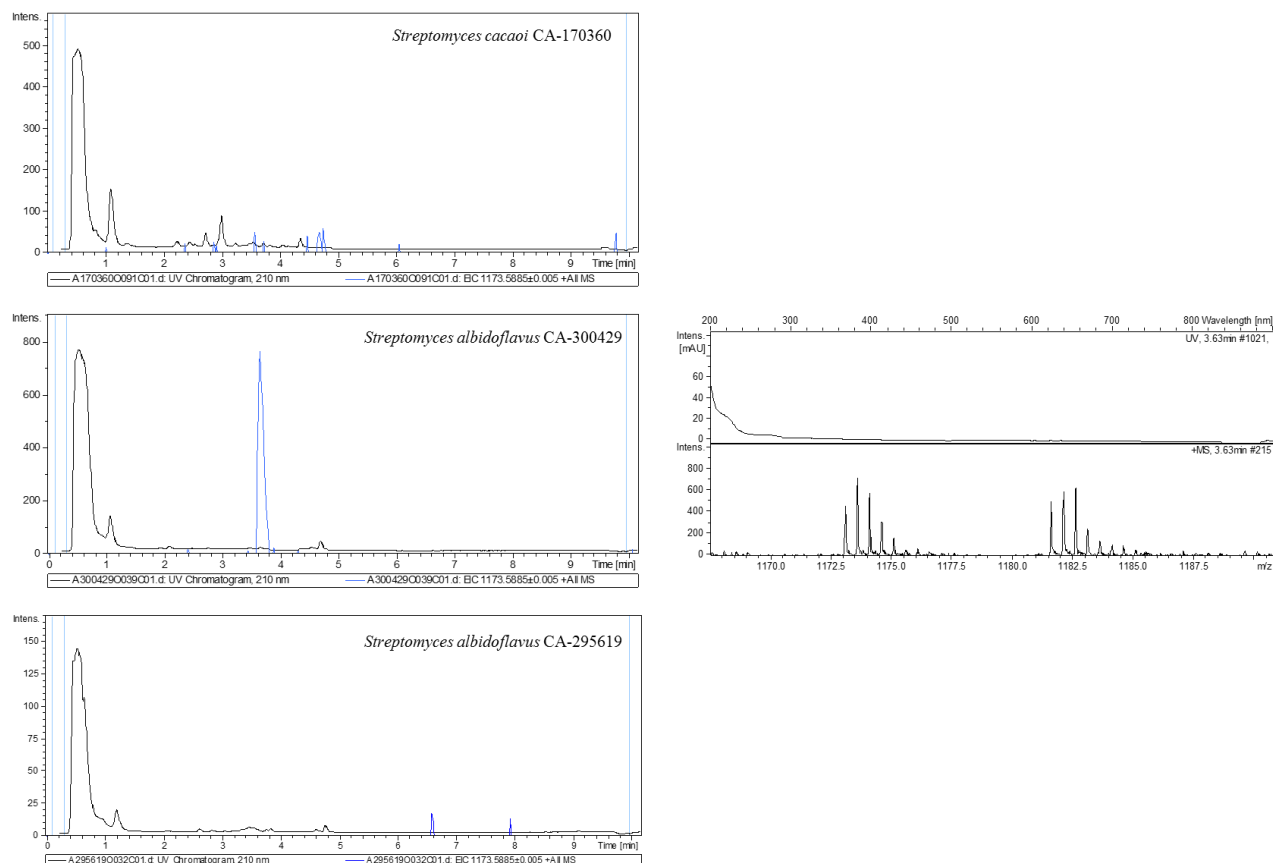 Intens.
Streptomyces cacaoi CA-170360
500
400
300
200
100
0
1 2 3 4 5 6 7 8 9 Time [min]
A170360O091C01.d: UV Chromatogram, 210 nm A170360O091C01.d: EIC 1173.5885±0.005 +All MS
Intens.
Streptomyces albidoflavus CA-300429
800
600
400
200
0
0 1 2 3 4 5 6 7 8 9 Time [min]
A300429O039C01.d: UV Chromatogram, 210 nm A300429O039C01.d: EIC 1173.5885±0.005 +All MS
200 300 400 500 600 700 800 Wavelength [nm]
Intens.
[mAU]
UV, 3.63min #1021,
60
40
20
0
Intens.
+MS, 3.63min #215
800
600
400
200
0
1170.0 1172.5 1175.0 1177.5 1180.0 1182.5 1185.0 1187.5 m/z
Intens.
Streptomyces albidoflavus CA-295619
150
125
100
75
50
25
0
0 1 2 3 4 5 6 7 8 9 Time [min]
A295619O032C01.d: UV Chromatogram, 210 nm A295619O032C01.d: EIC 1173.5885±0.005 +All MS